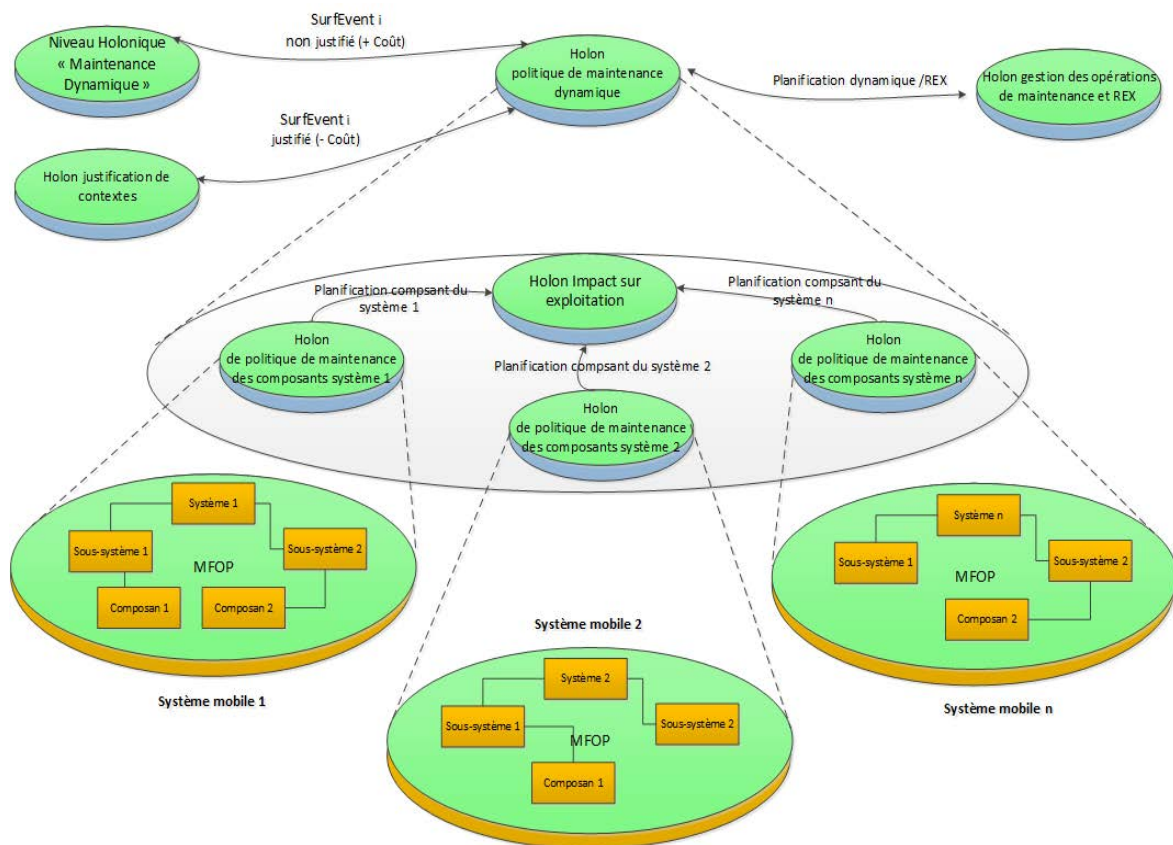 SurfEvent i
non justifié (+ Coût)
Niveau Holonique
« Maintenance
Dynamique »
Holon
politique de maintenance
dynamique
Planification dynamique /REX
Holon gestion des opérations
de maintenance et REX
SurfEvent i
justifié (- Coût)
Holon justification de
contextes
Holon Impact sur
exploitation
Planification compsant du
système 1
Planification compsant du
système n
Holon
de politique de maintenance
des composants système 1
Planification compsant du système 2
Holon
de politique de maintenance
des composants système n
Holon
de politique de maintenance
des composants système 2
Système 1
Sous-système 1
Sous-système 2
MFOP
Composan 1
Composan 2
Système mobile 1
Système n
Sous-système 1
Sous-système 2
MFOP
Composan 2
Système mobile n
Système mobile 2
Système 2
Sous-système 1
Sous-système 2
MFOP
Composan 1